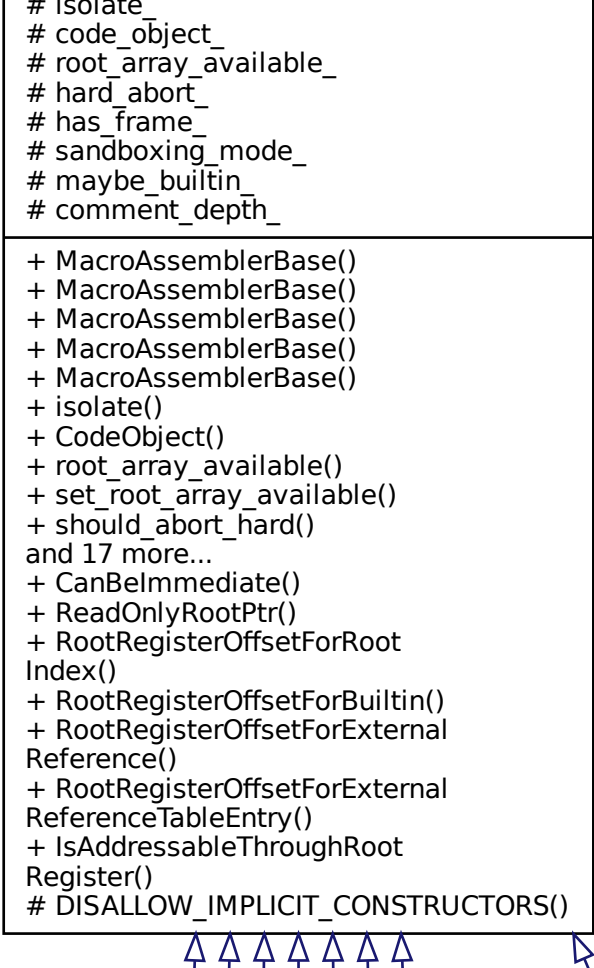 # isolate_
# code_object_
# root_array_available_
# hard_abort_
# has_frame_
# sandboxing_mode_
# maybe_builtin_
# comment_depth_
+ MacroAssemblerBase()
+ MacroAssemblerBase()
+ MacroAssemblerBase()
+ MacroAssemblerBase()
+ MacroAssemblerBase()
+ isolate()
+ CodeObject()
+ root_array_available()
+ set_root_array_available()
+ should_abort_hard()
and 17 more...
+ CanBeImmediate()
+ ReadOnlyRootPtr()
+ RootRegisterOffsetForRoot
Index()
+ RootRegisterOffsetForBuiltin()
+ RootRegisterOffsetForExternal
Reference()
+ RootRegisterOffsetForExternal
ReferenceTableEntry()
+ IsAddressableThroughRoot
Register()
# DISALLOW_IMPLICIT_CONSTRUCTORS()